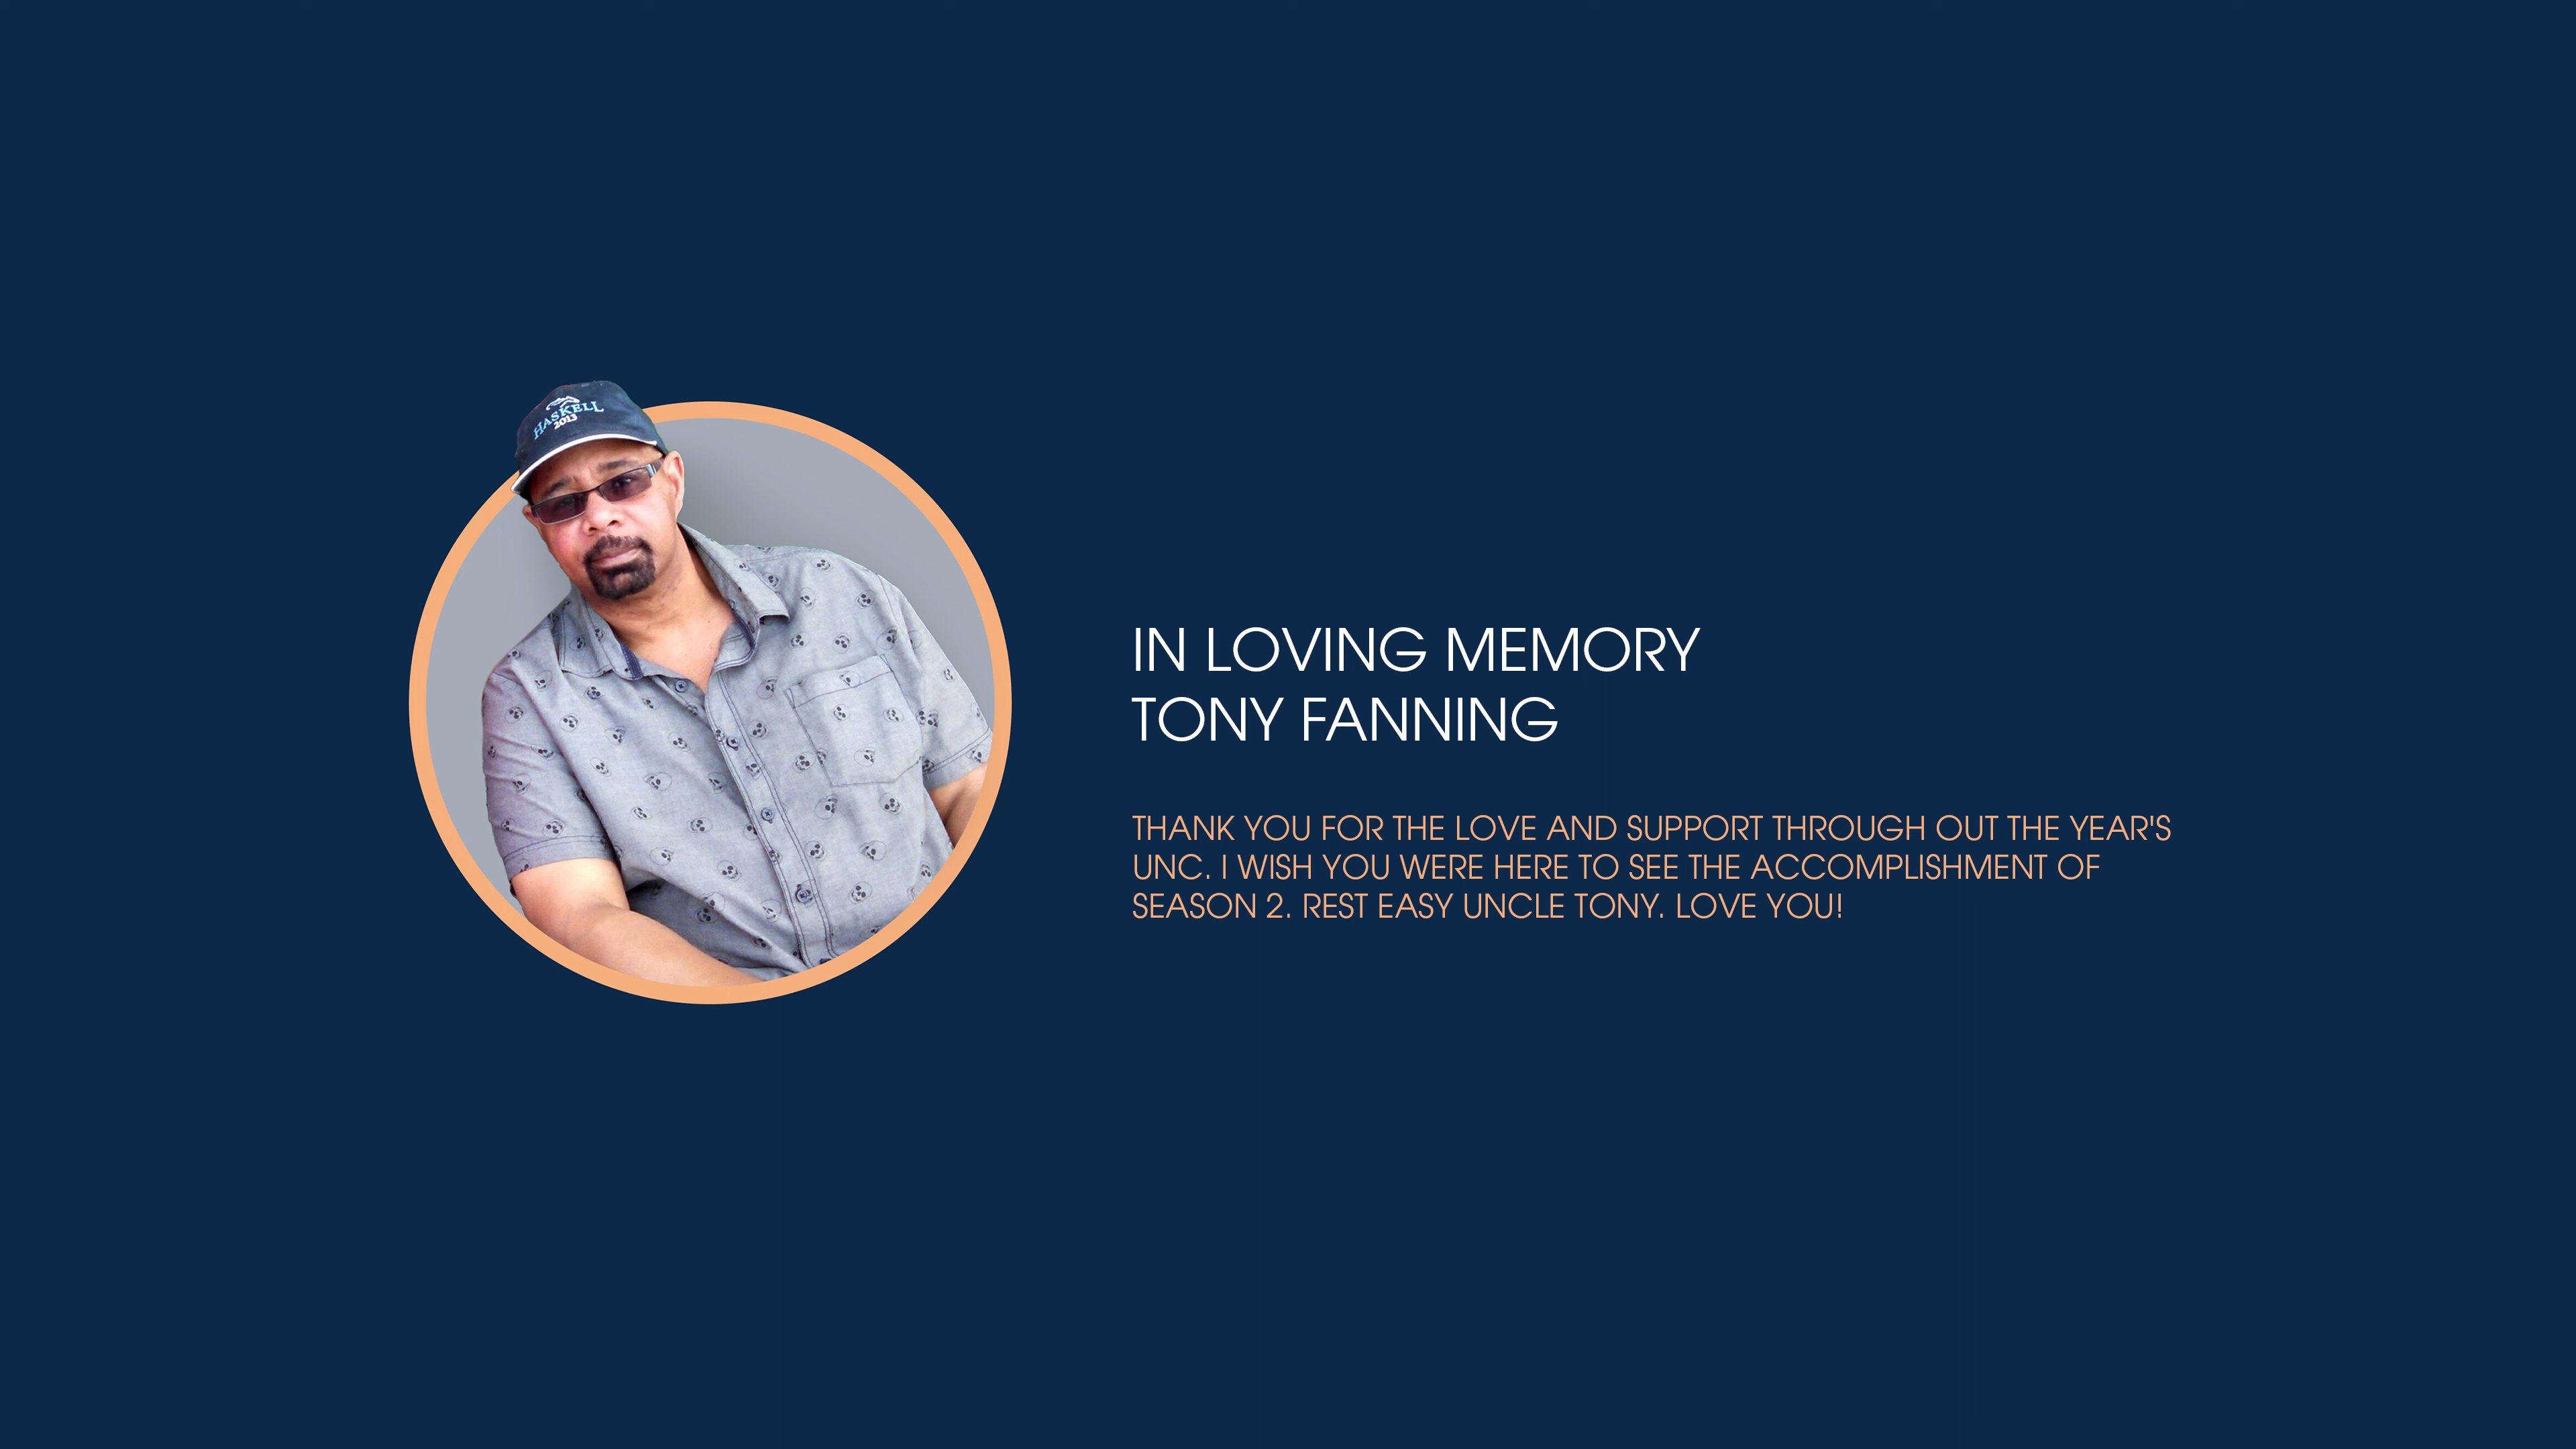 HASKELL
2013
IN LOVING MEMORY
TONY FANNING
THANK YOU FOR THE LOVE AND SUPPORT THROUGH OUT THE YEAR'S
UNC. I WISH YOU WERE HERE TO SEE THE ACCOMPLISHMENT OF
SEASON 2. REST EASY UNCLE TONY. LOVE YOU!